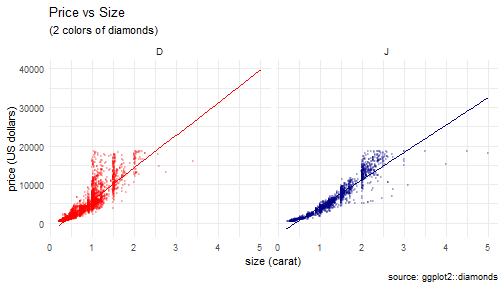 Price vs Size
(2 colors of diamonds)
D
J
price (US dollars)
40000
30000
20000
10000
0
0 1 2 3 4 5
0 1 2 3 4 5
size (carat)
source: ggplot2::diamonds